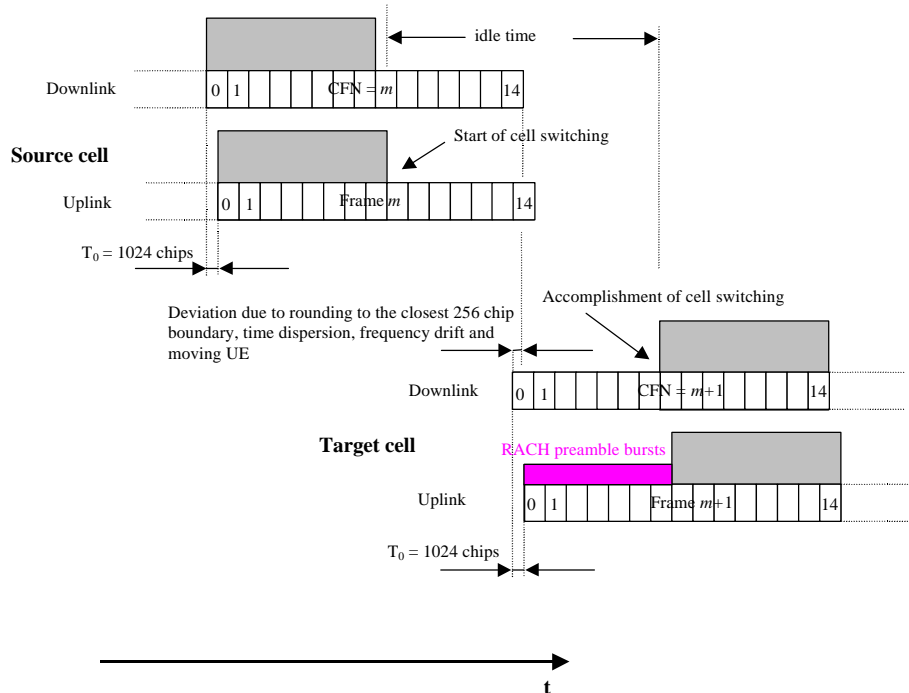 idle time
Downlink
0 1 CFN = m 14
Start of cell switching
Source cell
Uplink
0 1 Frame m 14
T0 = 1024 chips
Deviation due to rounding to the closest 256 chip
boundary, time dispersion, frequency drift and
moving UE
Accomplishment of cell switching
Downlink
0 1 CFN = m+1 14
Target cell
RACH preamble bursts
Uplink
0 1 Frame m+1 14
T0 = 1024 chips
t